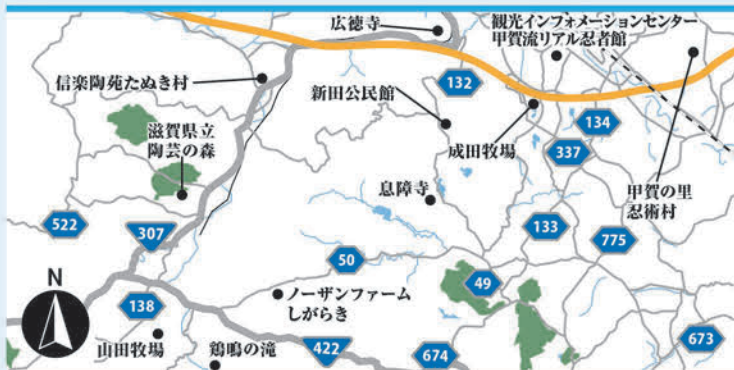 広徳寺
観光インフォメーションセンター
甲賀流リアル忍者館
信楽陶苑たぬき村
132
新田公民館
134
滋賀県立
陶芸の森
成田牧場
337
甲賀の里
忍術村
息障寺
522
307
133
775
50
49
N
138
ノーザンファーム
しがらき
山田牧場
鶏鳴の滝
422
674
673